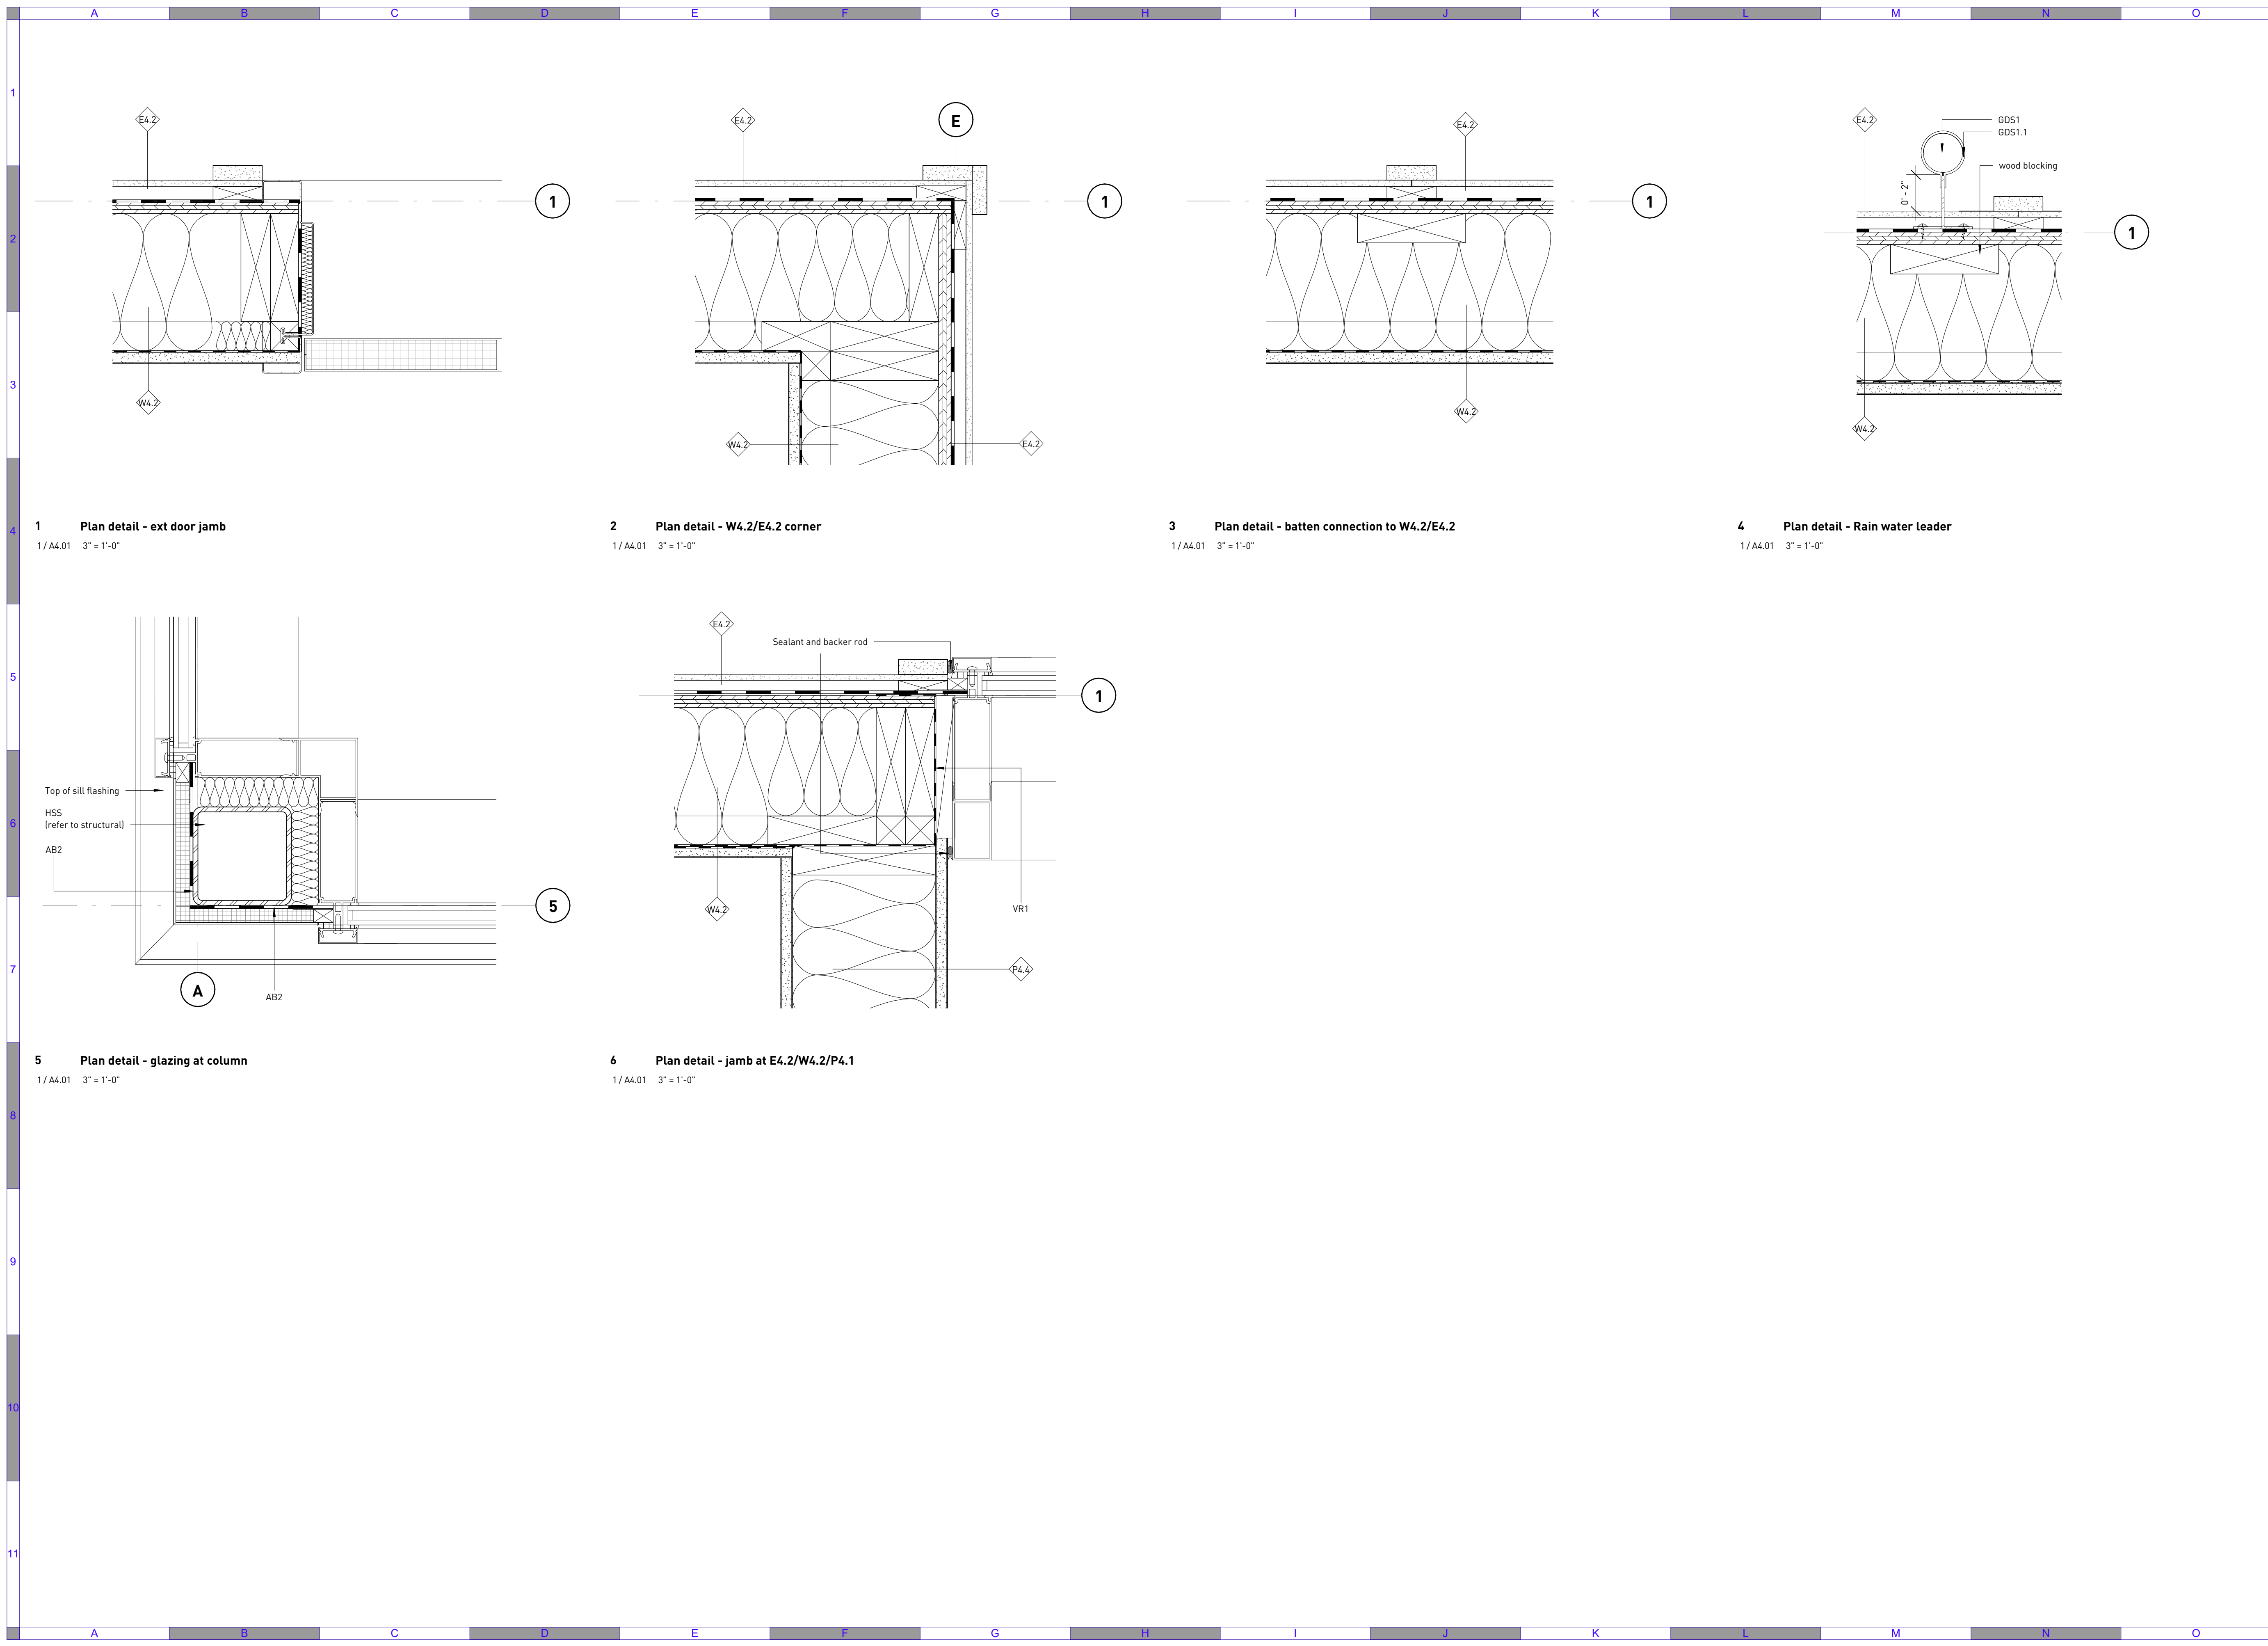 A B C D E F G H I J K L M N O
1
2
3
4
5
6
7
8
9
10
11
E4.2
1
W4.2
1 Plan detail - ext door jamb
1 / A4.01 3" = 1'-0"
E4.2
E
1
W4.2
E4.2
2 Plan detail - W4.2/E4.2 corner
1 / A4.01 3" = 1'-0"
E4.2
1
W4.2
3 Plan detail - batten connection to W4.2/E4.2
1 / A4.01 3" = 1'-0"
E4.2
GDS1
GDS1.1
wood blocking
0' - 2"
1
W4.2
4 Plan detail - Rain water leader
1 / A4.01 3" = 1'-0"
Top of sill flashing
HSS
(refer to structural)
AB2
5
A
AB2
5 Plan detail - glazing at column
1 / A4.01 3" = 1'-0"
E4.2
Sealant and backer rod
1
W4.2
VR1
P4.4
6 Plan detail - jamb at E4.2/W4.2/P4.1
1 / A4.01 3" = 1'-0"
A B C D E F G H I J K L M N O